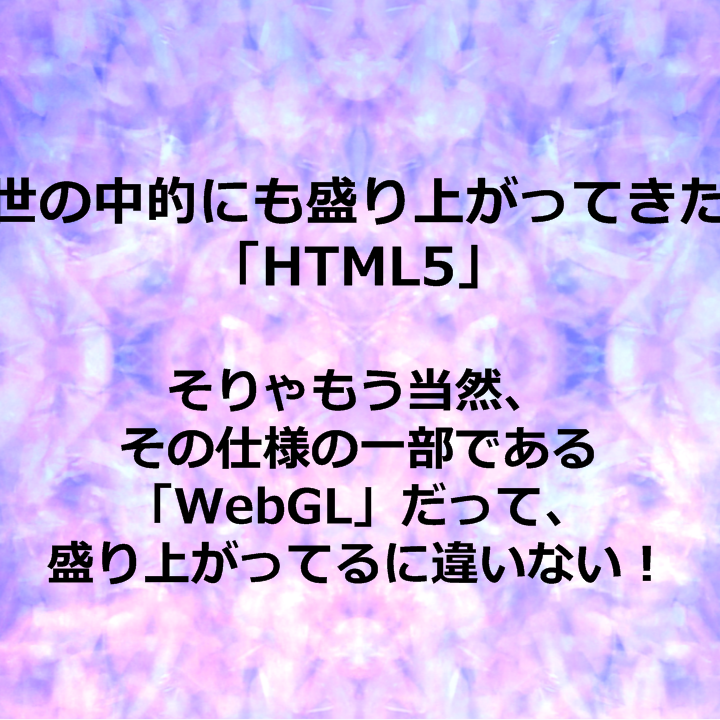 世の中的にも盛り上がってきた
「HTML5」
そりゃもう当然、
その仕様の一部である
「WebGL」だって、
盛り上がってるに違いない！